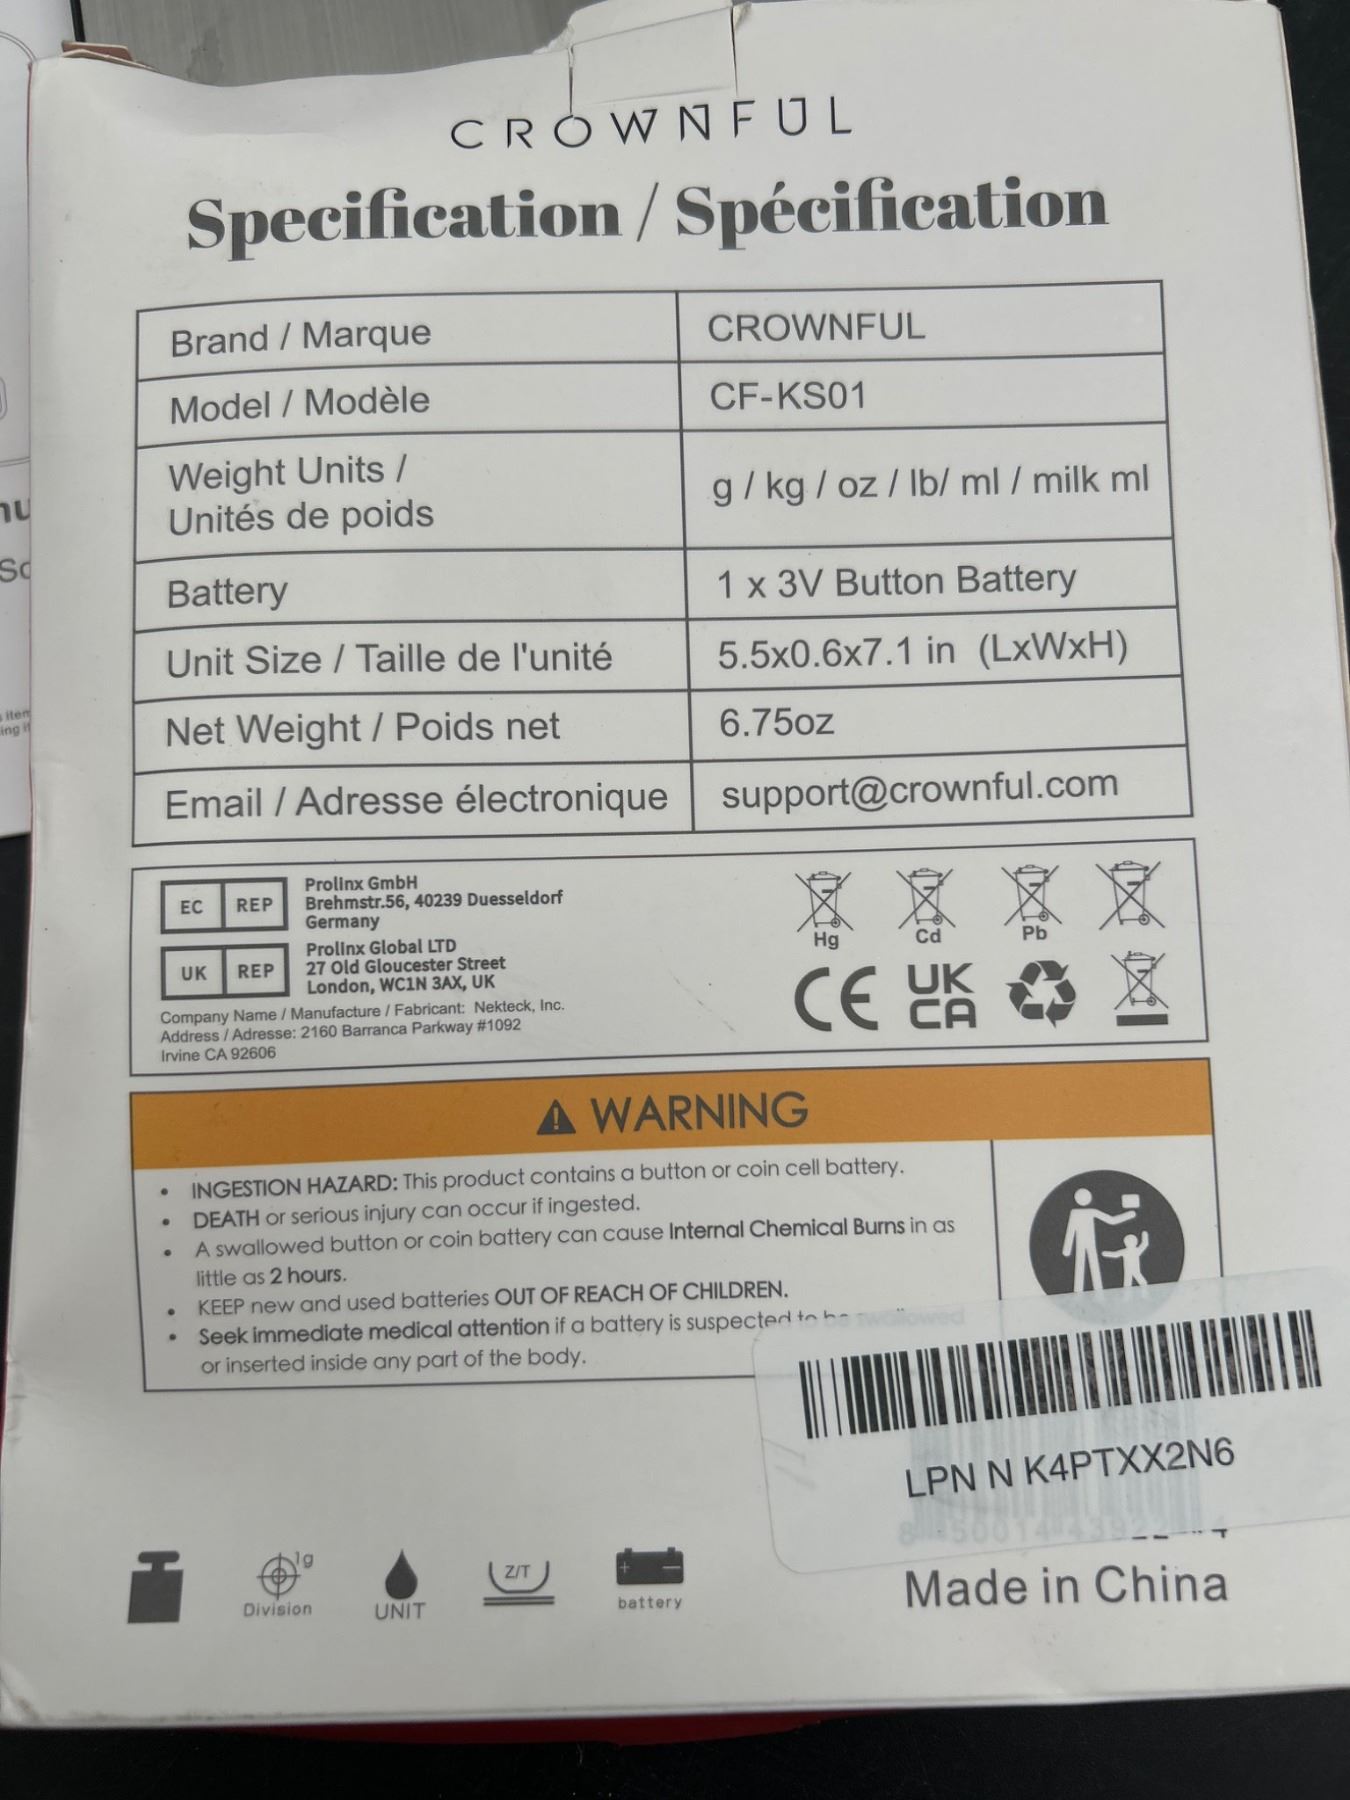 CROWNFUL
Specification / Spécification
Brand / Marque
CROWNFUL
Model / Modèle
CF-KS01
Weight Units /
Unités de poids
g / kg / oz / lb/ ml / milk ml
Battery
1 x 3V Button Battery
Unit Size / Taille de l'unité
5.5x0.6x7.1 in (LxWxH)
Net Weight / Poids net
6.75oz
Email / Adresse électronique
support@crownful.com
EC REP
Prolinx GmbH
Brehmstr.56, 40239 Duesseldorf
Germany
UK REP
Prolinx Global LTD
27 Old Gloucester Street
London, WC1N 3AX, UK
Company Name / Manufacture / Fabricant: Nekteck, Inc.
Address / Adresse: 2160 Barranca Parkway #1092
Irvine CA 92606
Hg
Cd
Pb
CE
UK
CA
WARNING
• INGESTION HAZARD: This product contains a button or coin cell battery.
• DEATH or serious injury can occur if ingested.
• A swallowed button or coin battery can cause Internal Chemical Burns in as
little as 2 hours.
• KEEP new and used batteries OUT OF REACH OF CHILDREN.
• Seek immediate medical attention if a battery is suspected to be swallowed
or inserted inside any part of the body.
LPN N K4PTXX2N6
1g
Division
UNIT
Z/T
battery
Made in China